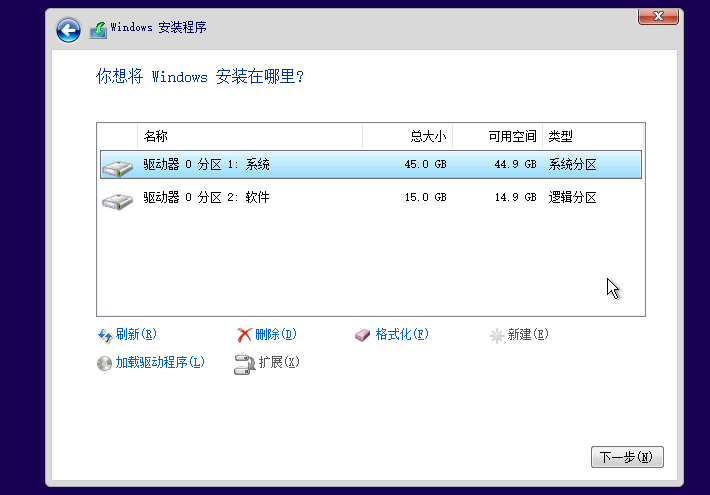 Windows 安装程序
你想将 Windows 安装在哪里?
名称 总大小 可用空间 类型
驱动器 0 分区 1: 系统 45.0 GB 44.9 GB 系统分区
驱动器 0 分区 2: 软件 15.0 GB 14.9 GB 逻辑分区
刷新(R) 删除(D) 格式化(F) 新建(E)
加载驱动程序(L) 扩展(X)
下一步(N)